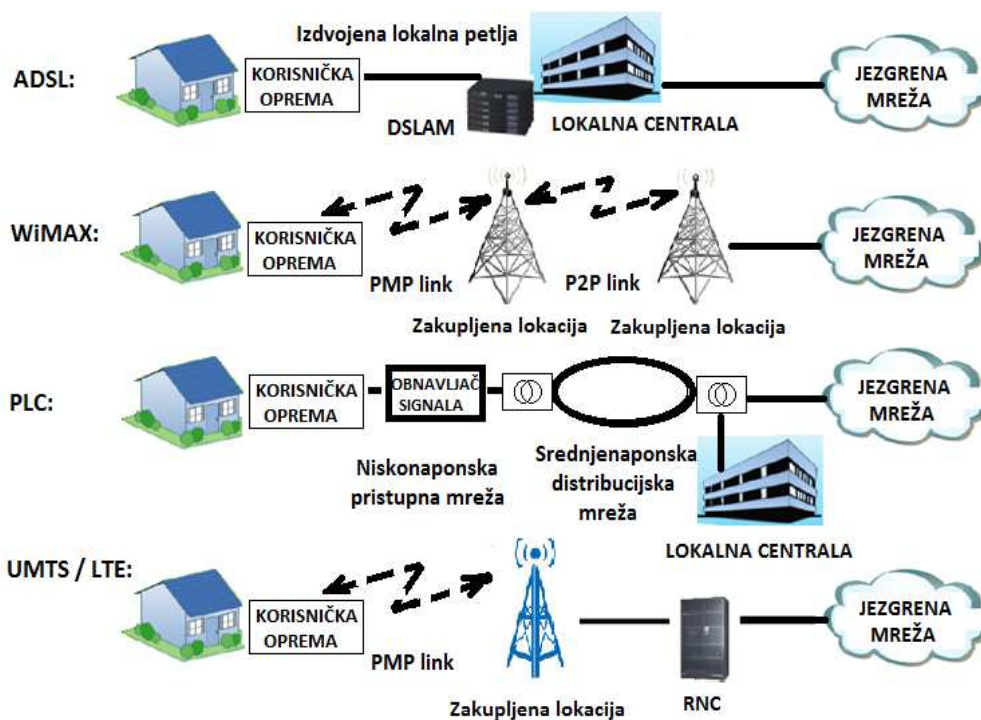 Izdvojena lokalna petlja
ADSL:
KORISNIČKA
OPREMA
DSLAM
LOKALNA CENTRALA
JEZGRENA
MREŽA
WiMAX:
KORISNIČKA
OPREMA
PMP link
P2P link
JEZGRENA
MREŽA
Zakupljena lokacija
Zakupljena lokacija
PLC:
KORISNIČKA
OPREMA
OBNAVLJAČ
SIGNALA
JEZGRENA
MREŽA
Niskonaponska
pristupna mreža
Srednjenaponska
distribucijska
mreža
LOKALNA CENTRALA
UMTS / LTE:
KORISNIČKA
OPREMA
PMP link
JEZGRENA
MREŽA
Zakupljena lokacija
RNC